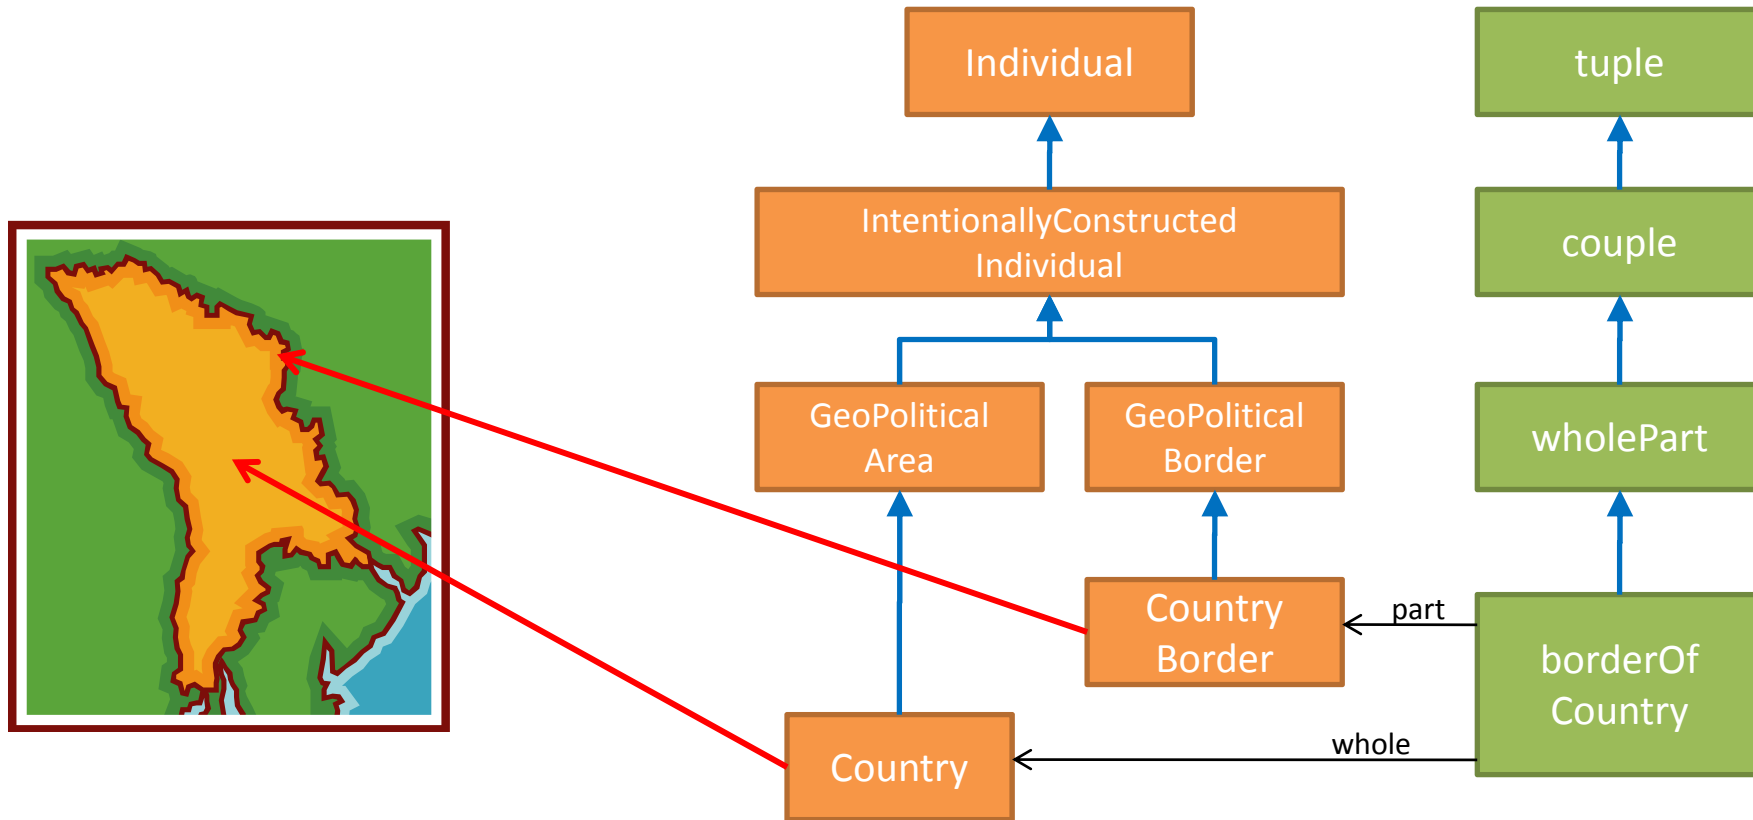 Individual
tuple
IntentionallyConstructed
Individual
couple
GeoPolitical
Area
GeoPolitical
Border
wholePart
Country
Border
part
borderOf
Country
whole
Country